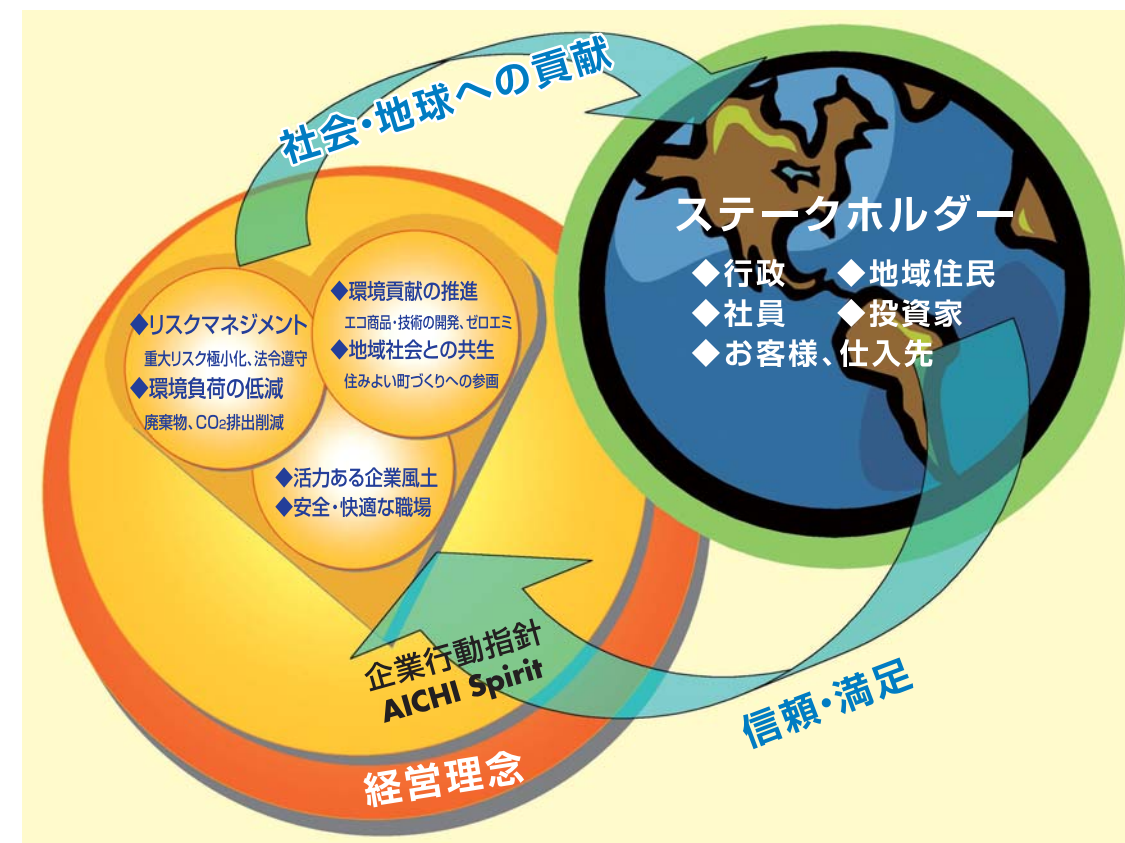 社会・地球への貢献
ステークホルダー
◆行政 ◆地域住民
◆社員 ◆投資家
◆お客様、仕入先
◆環境貢献の推進
エコ商品・技術の開発、ゼロエミ
◆地域社会との共生
住みよい町づくりへの参画
◆リスクマネジメント
重大リスク極小化、法令遵守
◆環境負荷の低減
廃棄物、CO₂排出削減
◆活力ある企業風土
◆安全・快適な職場
企業行動指針
AICHI Spirit
信頼・満足
経営理念